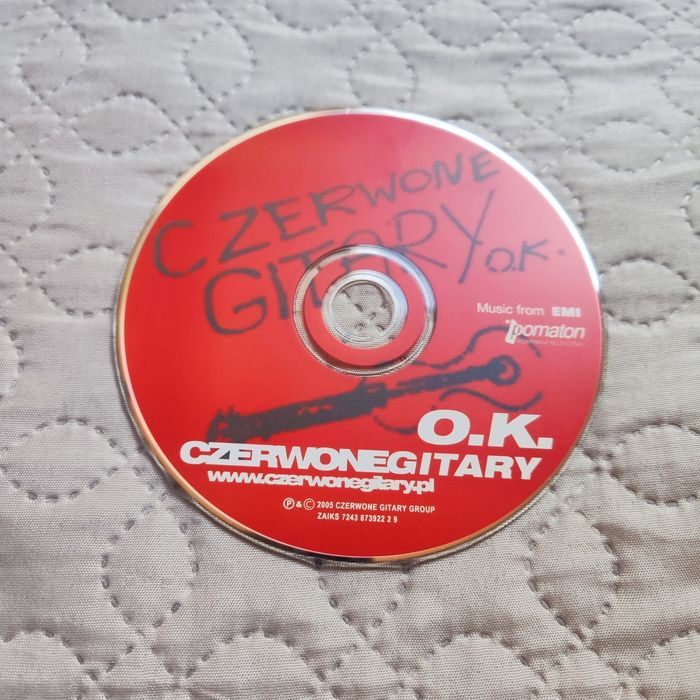 CZERWONE
GITARY O.K.
Music from EMI
pomaton
O.K.
CZERWONEGITARY
www.czerwonegitary.pl
Ⓟ & © 2005 CZERWONE GITARY GROUP
ZAIKS 7243 873922 2 9